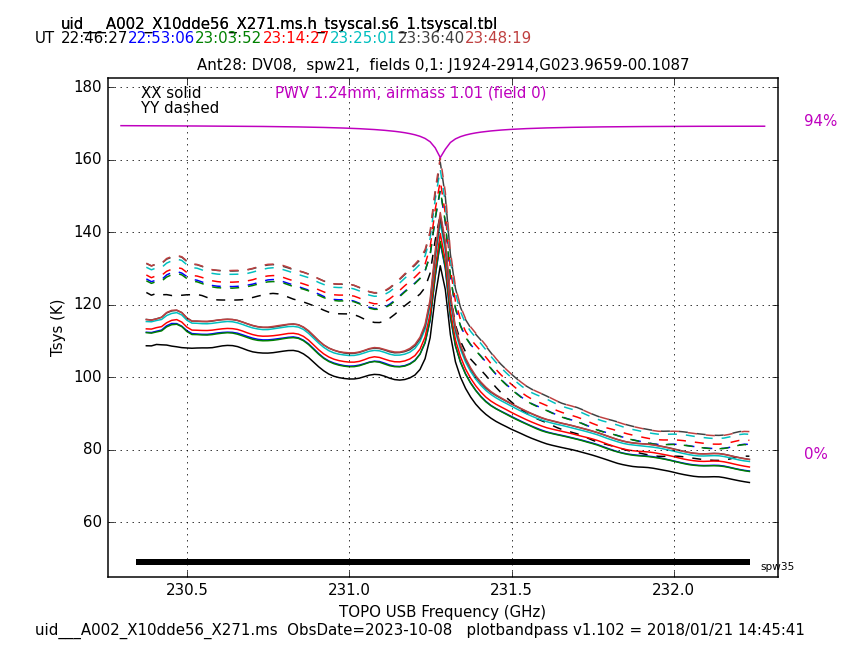 uid___A002_X10dde56_X271.ms.h_tsyscal.s6_1.tsyscal.tbl
UT 22:46:27 22:53:06 23:03:52 23:14:27 23:25:01 23:36:40 23:48:19
Ant28: DV08, spw21, fields 0,1: J1924-2914,G023.9659-00.1087
XX solid
YY dashed
PWV 1.24mm, airmass 1.01 (field 0)
94%
0%
180
160
140
120
100
80
60
Tsys (K)
spw35
230.5 231.0 231.5 232.0
TOPO USB Frequency (GHz)
uid___A002_X10dde56_X271.ms ObsDate=2023-10-08 plotbandpass v1.102 = 2018/01/21 14:45:41